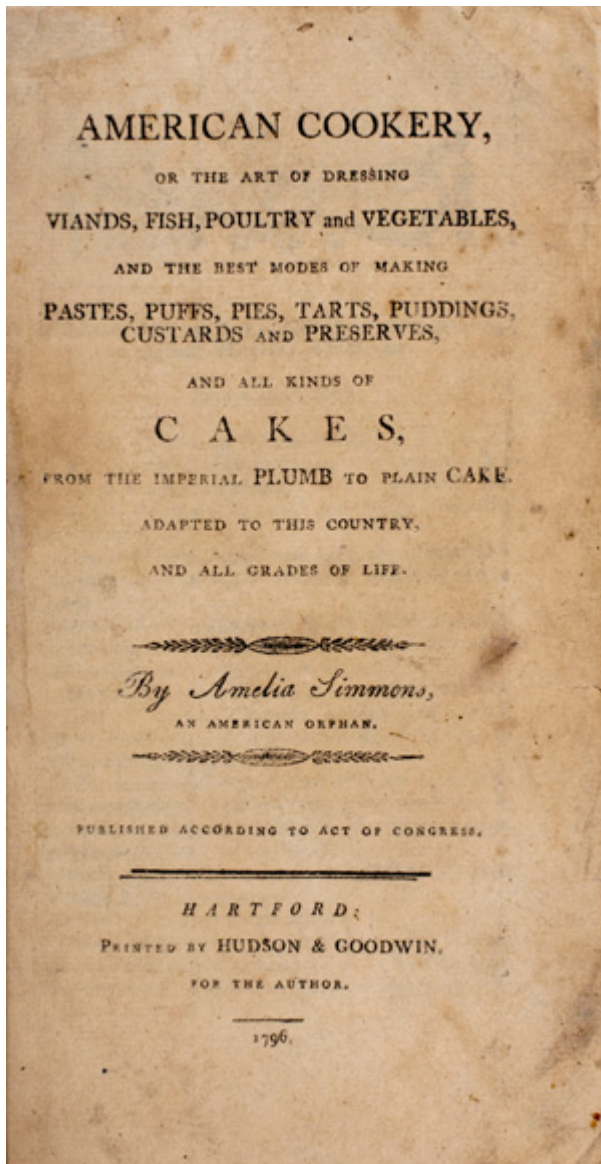 AMERICAN COOKERY,
OR THE ART OF DRESSING
VIANDS, FISH, POULTRY and VEGETABLES,
AND THE BEST MODES OF MAKING
PASTES, PUFFS, PIES, TARTS, PUDDINGS,
CUSTARDS AND PRESERVES,
AND ALL KINDS OF
CAKES,
FROM THE IMPERIAL PLUMB TO PLAIN CAKE.
ADAPTED TO THIS COUNTRY,
AND ALL GRADES OF LIFE.
By Amelia Simmons,
AN AMERICAN ORPHAN.
PUBLISHED ACCORDING TO ACT OF CONGRESS.
HARTFORD:
PRINTED BY HUDSON & GOODWIN,
FOR THE AUTHOR.
1796.